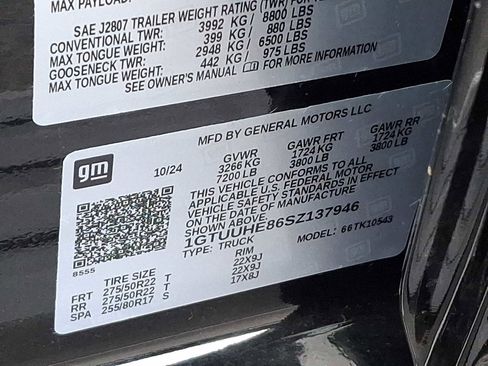 MAX PAYLOAD
SAE J2807 TRAILER WEIGHT RATING (TWR) FOR
CONVENTIONAL TWR: 3992 KG / 8800 LBS
MAX TONGUE WEIGHT: 399 KG / 880 LBS
GOOSENECK TWR: 2948 KG / 6500 LBS
MAX TONGUE WEIGHT: 442 KG / 975 LBS
SEE OWNER'S MANUAL FOR MORE INFORMATION
MFD BY GENERAL MOTORS LLC
gm
10/24
GVWR GAWR FRT GAWR RR
3266 KG 1724 KG 1724 KG
7200 LB 3800 LB 3800 LB
THIS VEHICLE CONFORMS TO ALL
APPLICABLE U.S. FEDERAL MOTOR
VEHICLE SAFETY STANDARDS IN EFFECT
ON THE DATE OF MANUFACTURE
1GTUUHE86SZ137946
TYPE: TRUCK MODEL: 66TK10543
8555
TIRE SIZE RIM
FRT 275/50R22 T 22X9J
RR 275/50R22 T 22X9J
SPA 255/80R17 S 17X8J